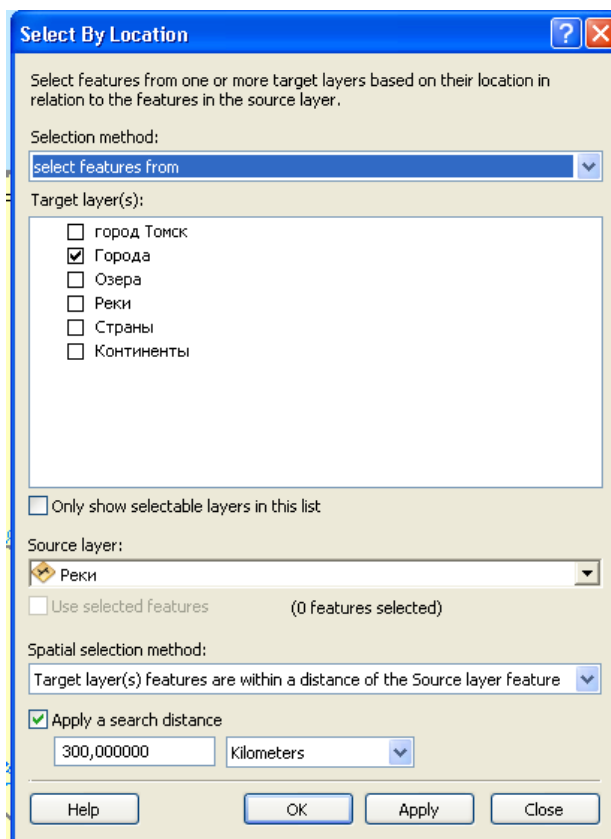 Select By Location
Select features from one or more target layers based on their location in
relation to the features in the source layer.
Selection method:
select features from
Target layer(s):
город Томск
Города
Озера
Реки
Страны
Континенты
Only show selectable layers in this list
Source layer:
Реки
Use selected features (0 features selected)
Spatial selection method:
Target layer(s) features are within a distance of the Source layer feature
Apply a search distance
300,000000 Kilometers
Help OK Apply Close